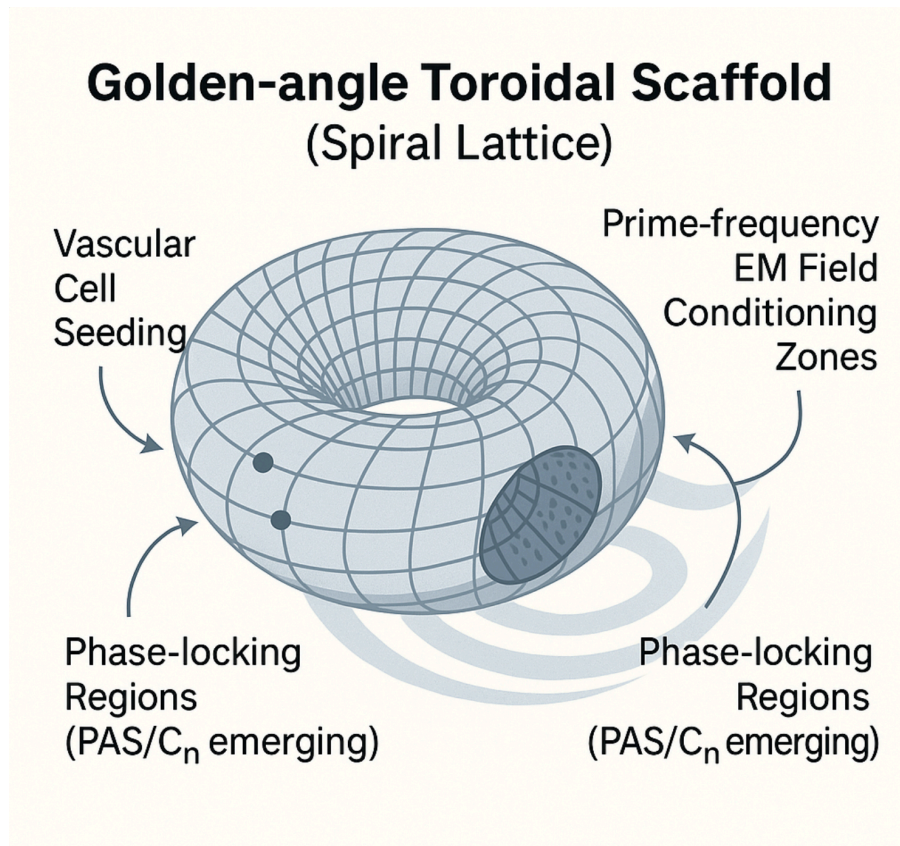 Golden-angle Toroidal Scaffold
(Spiral Lattice)
Vascular
Cell
Seeding
Prime-frequency
EM Field
Conditioning
Zones
Phase-locking
Regions
(PAS/Cn emerging)
Phase-locking
Regions
(PAS/Cn emerging)